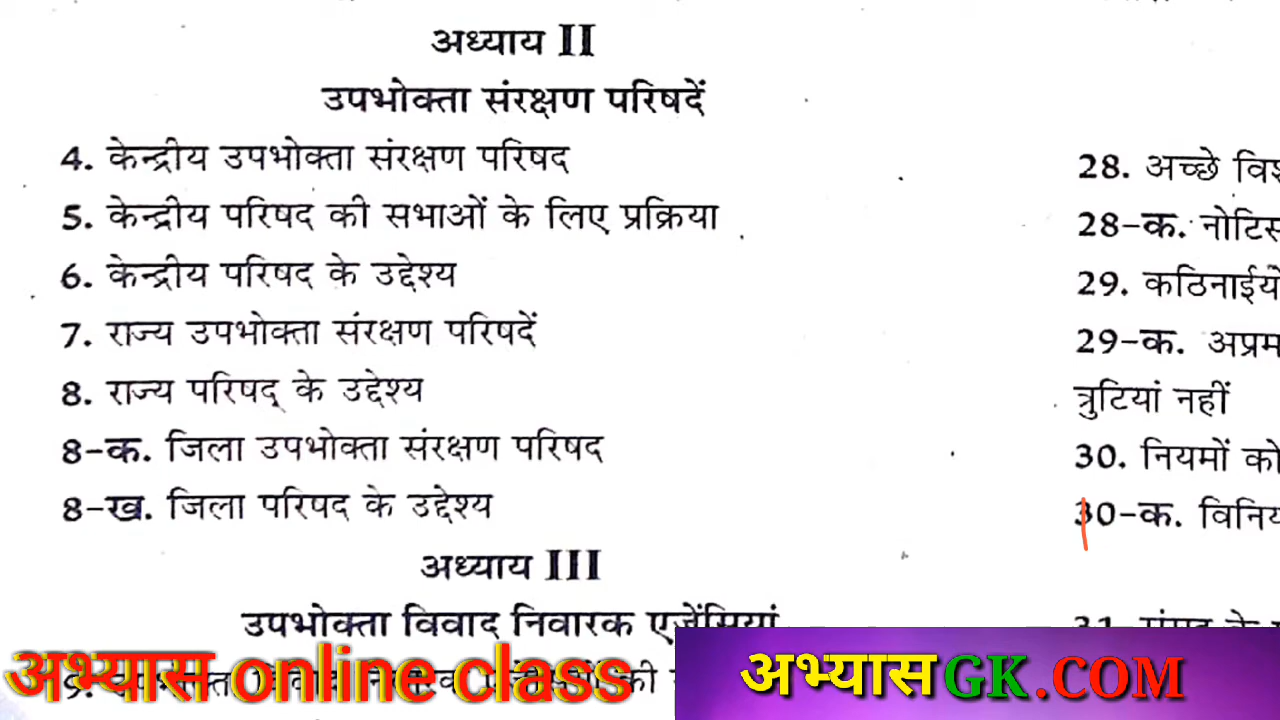 अध्याय II
उपभोक्ता संरक्षण परिषदें
4. केन्द्रीय उपभोक्ता संरक्षण परिषद
5. केन्द्रीय परिषद की सभाओं के लिए प्रक्रिया
6. केन्द्रीय परिषद के उद्देश्य
7. राज्य उपभोक्ता संरक्षण परिषदें
8. राज्य परिषद् के उद्देश्य
8-क. जिला उपभोक्ता संरक्षण परिषद
8-ख. जिला परिषद के उद्देश्य
अध्याय III
उपभोक्ता विवाद निवारक एजेंसियां
28. अच्छे
28-क. नोटिस
29.
29-क.
त्रुटियां नहीं
30. नियमों को
30-क.
अभ्यास online class
अभ्यास GK.COM